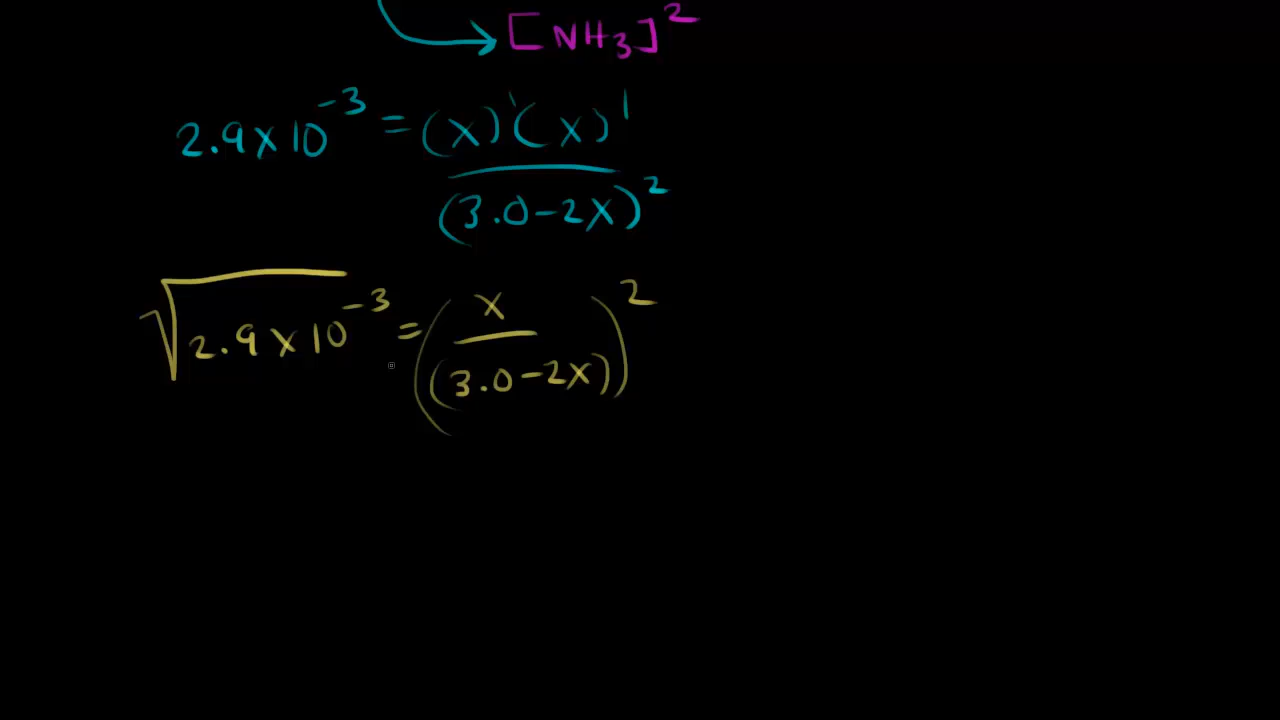 [NH₃]²
2.9x10⁻³ = (x)¹(x)¹
(3.0-2x)²
√2.9x10⁻³ = (x
(3.0-2x))²